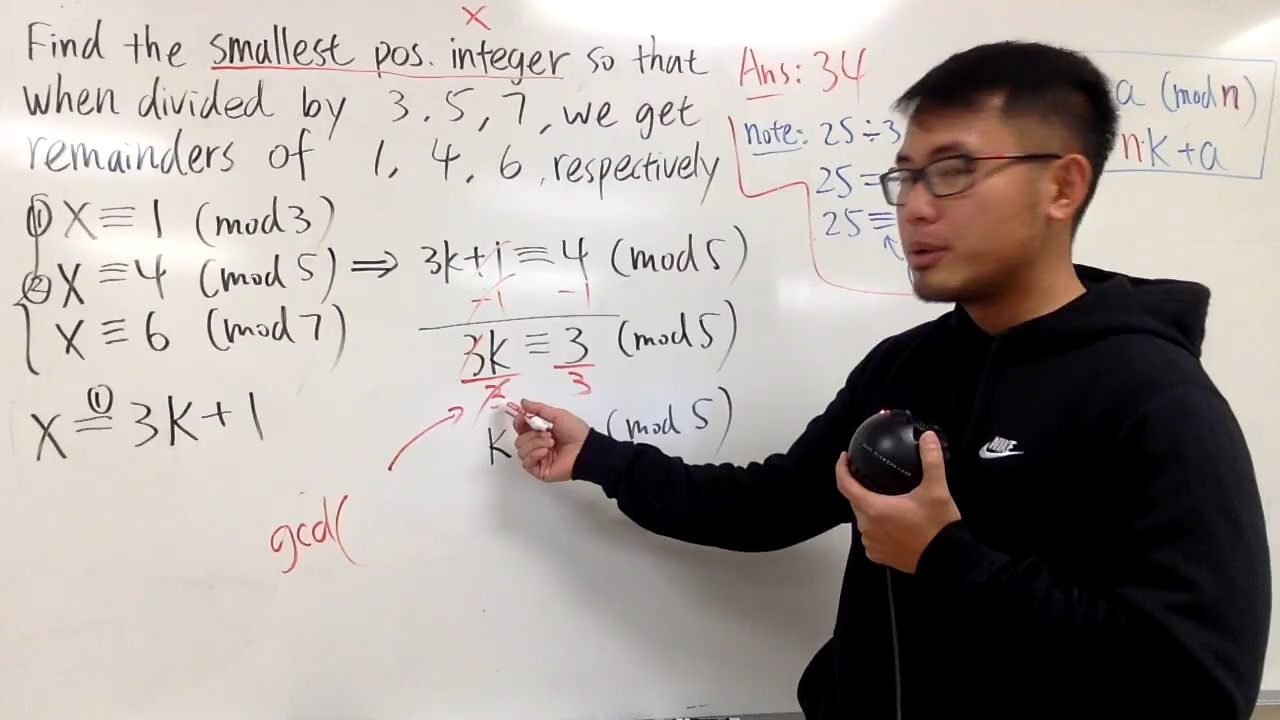 x
Find the smallest pos. integer so that
when divided by 3, 5, 7, we get
remainders of 1, 4, 6, respectively
① X ≡ 1 (mod 3)
② X ≡ 4 (mod 5) ⇒ 3k+1 ≡ 4 (mod 5)
-1 -1
X ≡ 6 (mod 7)
3k ≡ 3 (mod 5)
3 3
k (mod 5)
X ① = 3k+1
gcd(
Ans: 34
note: 25÷3
25=
25≡
a (mod n)
n·k+a
NIKE